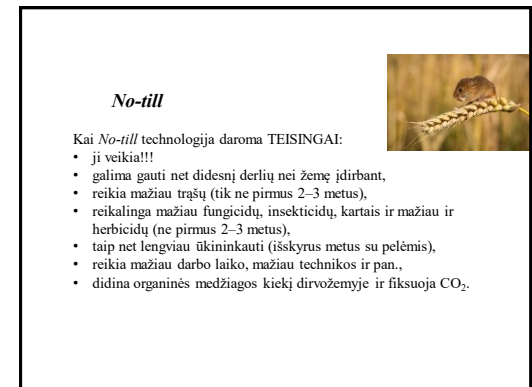 No-till
Kai No-till technologija daroma TEISINGAI:
• ji veikia!!!
• galima gauti net didesnį derlių nei žemę įdirbant,
• reikia mažiau trąšų (tik ne pirmus 2–3 metus),
• reikalinga mažiau fungicidų, insekticidų, kartais ir mažiau ir
herbicidų (ne pirmus 2–3 metus),
• taip net lengviau ūkininkauti (išskyrus metus su pelėmis),
• reikia mažiau darbo laiko, mažiau technikos ir pan.,
• didina organinės medžiagos kiekį dirvožemyje ir fiksuoja CO₂.